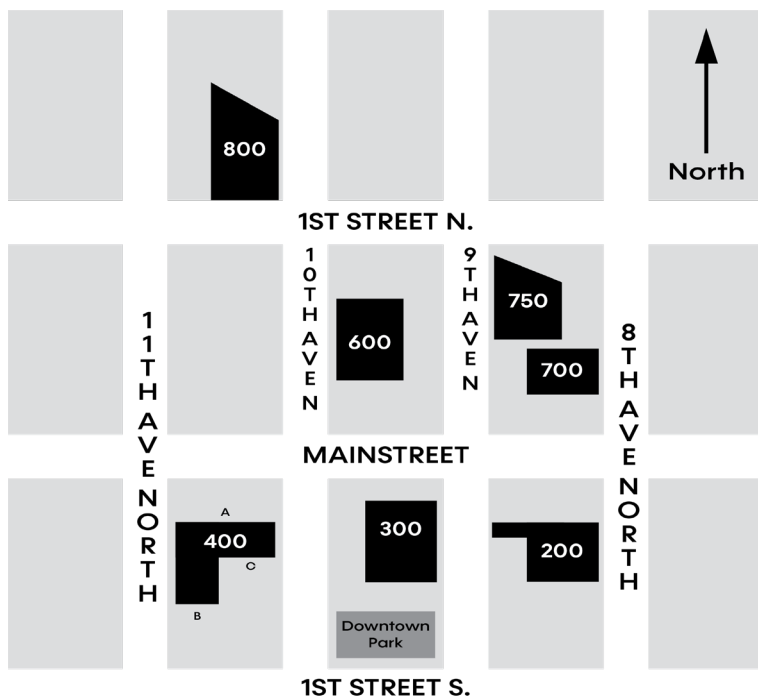 800
North
1ST STREET N.
10TH AVE N
9TH AVE N
750
600
700
11TH AVE NORTH
8TH AVE NORTH
MAINSTREET
A
400
C
B
300
200
Downtown
Park
1ST STREET S.